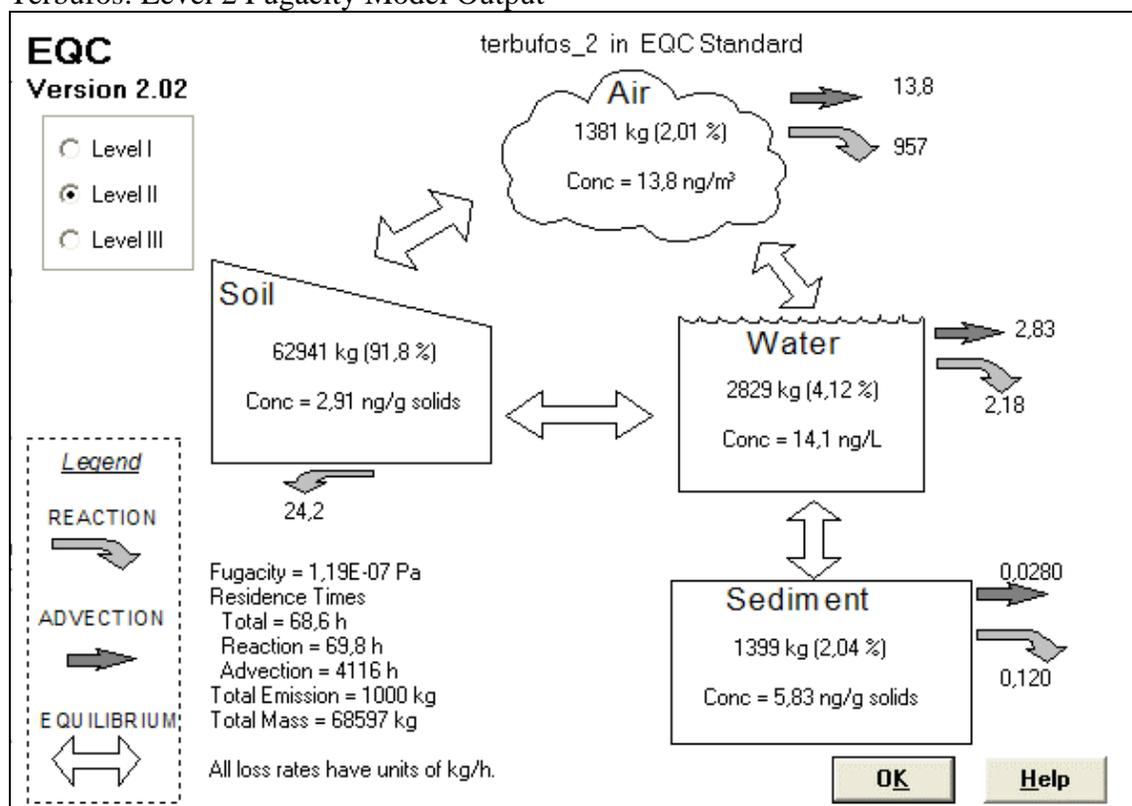 Terbufos: Level 2 Fugacity Model Output
EQC
Version 2.02
terbufos_2 in EQC Standard
Level I
Level II
Level III
Air
1381 kg (2,01 %)
Conc = 13,8 ng/m³
13,8
957
Soil
62941 kg (91,8 %)
Conc = 2,91 ng/g solids
24,2
Water
2829 kg (4,12 %)
Conc = 14,1 ng/L
2,83
2,18
Sediment
1399 kg (2,04 %)
Conc = 5,83 ng/g solids
0,0280
0,120
Legend
REACTION
ADVECTION
EQUILIBRIUM
Fugacity = 1,19E-07 Pa
Residence Times
Total = 68,6 h
Reaction = 69,8 h
Advection = 4116 h
Total Emission = 1000 kg
Total Mass = 68597 kg
All loss rates have units of kg/h.
OK
Help